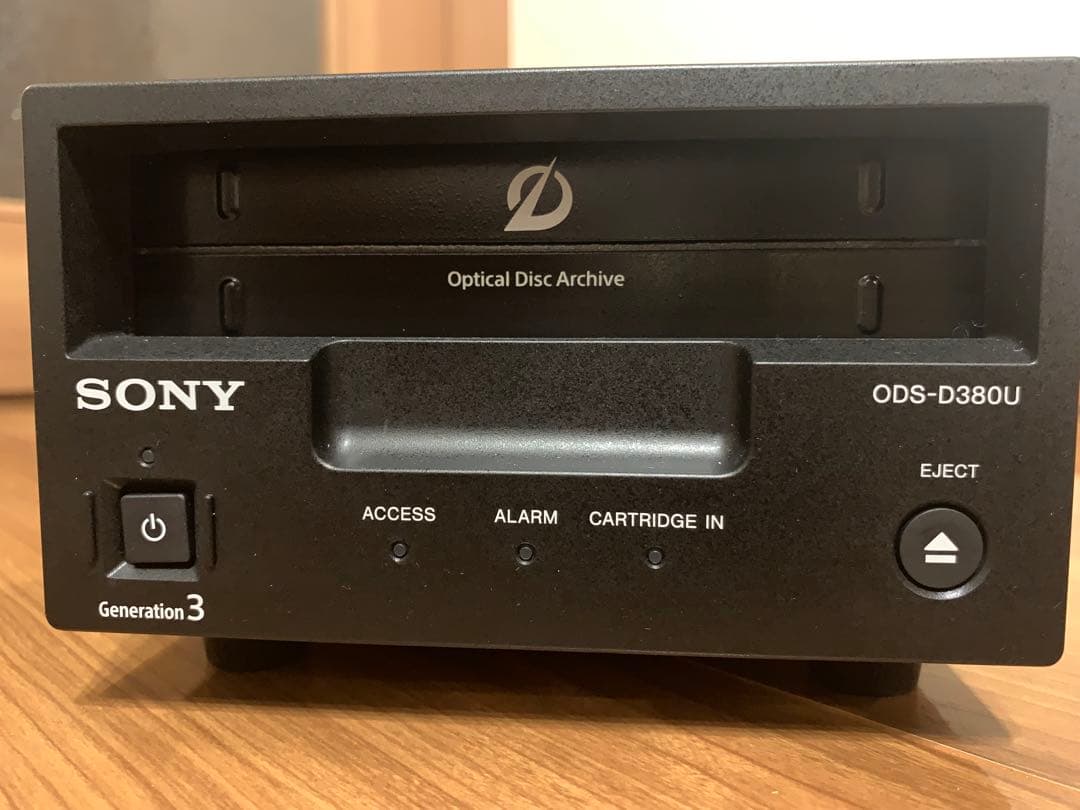 Optical Disc Archive
SONY
ODS-D380U
EJECT
ACCESS
ALARM
CARTRIDGE IN
Generation 3